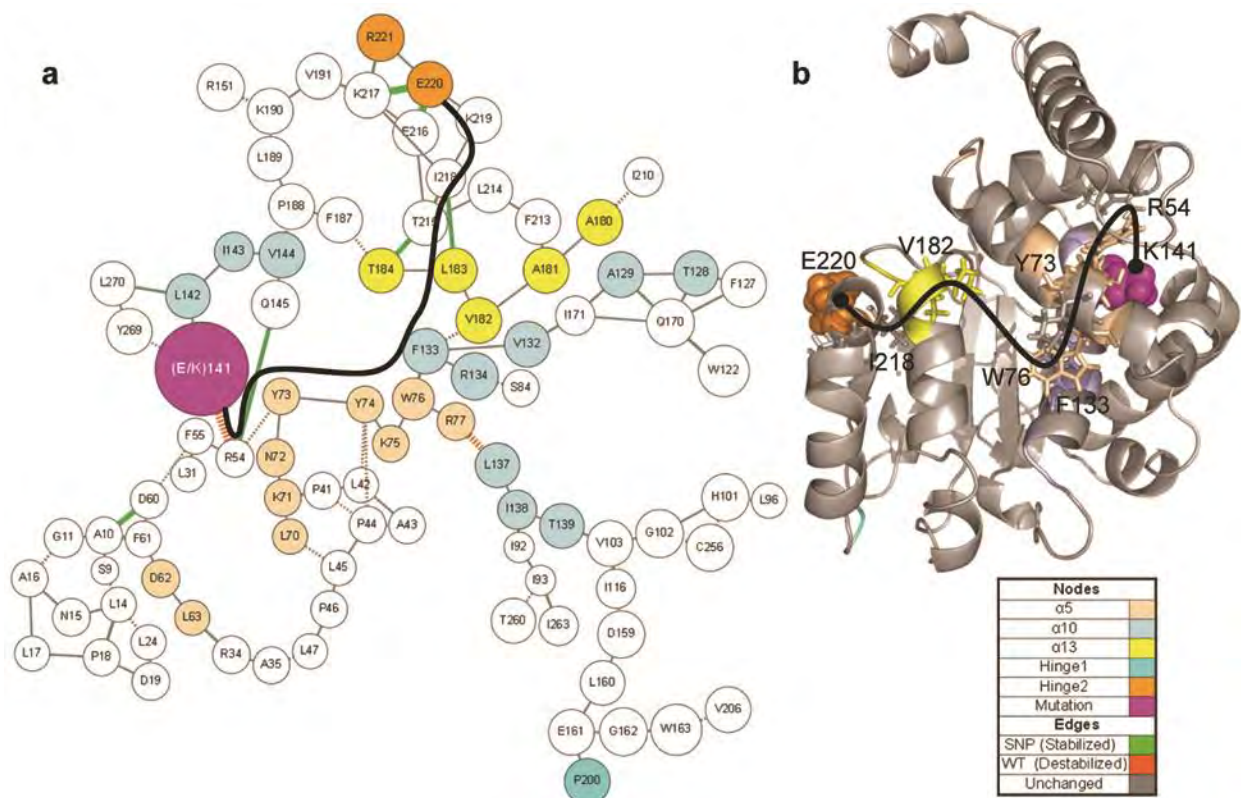 a
b
R221
E220
V191
R151
K217
K190
E216
K219
L189
I218
I210
P188
L214
F187
T219
F213
A180
I143
V144
T184
L183
A181
A129
T128
L270
L142
Q145
V182
I171
F127
Q170
Y269
(E/K)141
F133
V132
R134
S84
W122
Y73
Y74
W76
R77
K75
F55
R54
N72
L31
L137
D60
K71
P41
L42
H101
L96
G11
A10
F61
L70
P44
A43
I138
T139
V103
G102
C256
I92
A16
S9
D62
L45
I93
I116
N15
L14
L63
P46
T260
I263
D159
L17
P18
L24
R34
A35
L47
D19
L160
V206
E161
G162
W163
P200
R54
K141
V182
Y73
E220
I218
W76
F133
Nodes
α5
α10
α13
Hinge1
Hinge2
Mutation
Edges
SNP (Stabilized)
WT (Destabilized)
Unchanged